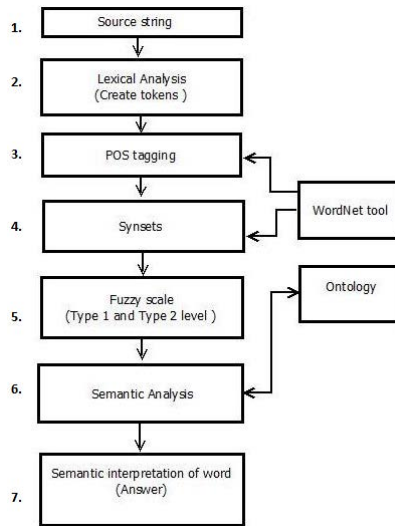 1.
Source string
2.
Lexical Analysis
(Create tokens )
3.
POS tagging
WordNet tool
4.
Synsets
Ontology
5.
Fuzzy scale
(Type 1 and Type 2 level )
6.
Semantic Analysis
7.
Semantic interpretation of word
(Answer)